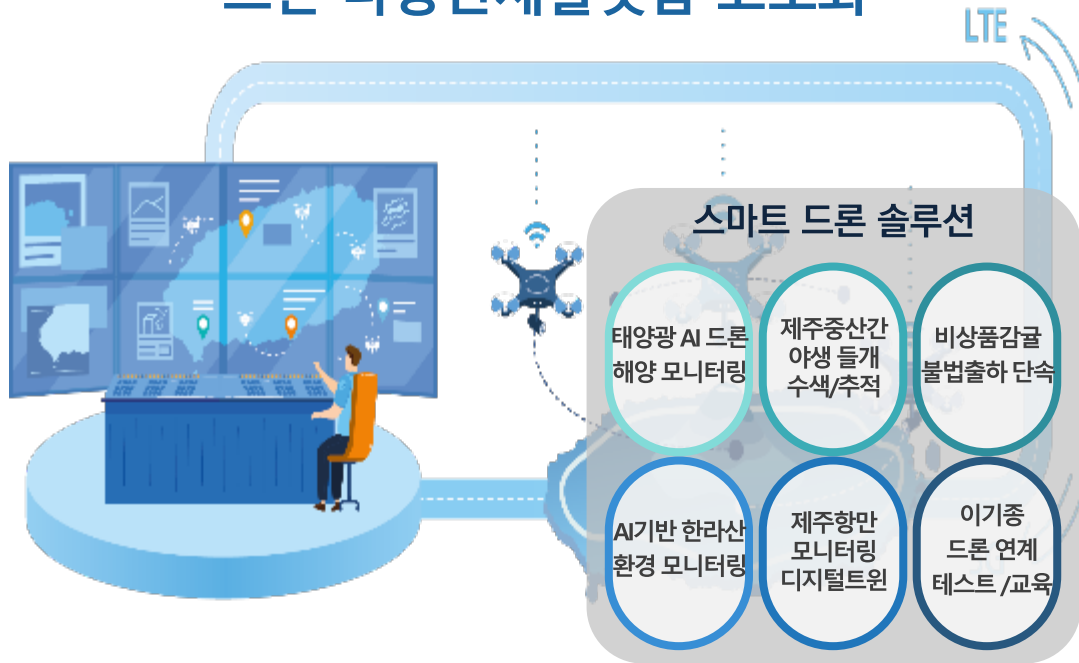 LTE
스마트 드론 솔루션
태양광 AI 드론
해양 모니터링
제주중산간
야생 들개
수색/추적
비상품감귤
불법출하 단속
AI기반 한라산
환경 모니터링
제주항만
모니터링
디지털트윈
이기종
드론 연계
테스트 /교육